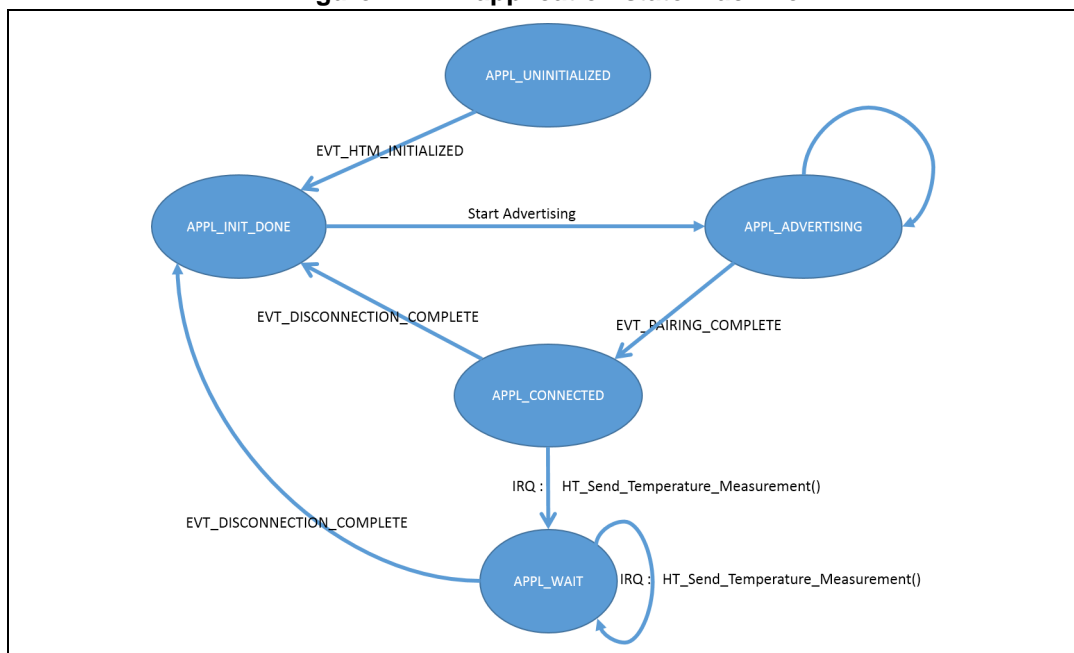 APPL_UNINITIALIZED
EVT_HTM_INITIALIZED
APPL_INIT_DONE
Start Advertising
APPL_ADVERTISING
EVT_DISCONNECTION_COMPLETE
EVT_PAIRING_COMPLETE
APPL_CONNECTED
IRQ : HT_Send_Temperature_Measurement()
EVT_DISCONNECTION_COMPLETE
APPL_WAIT
IRQ : HT_Send_Temperature_Measurement()